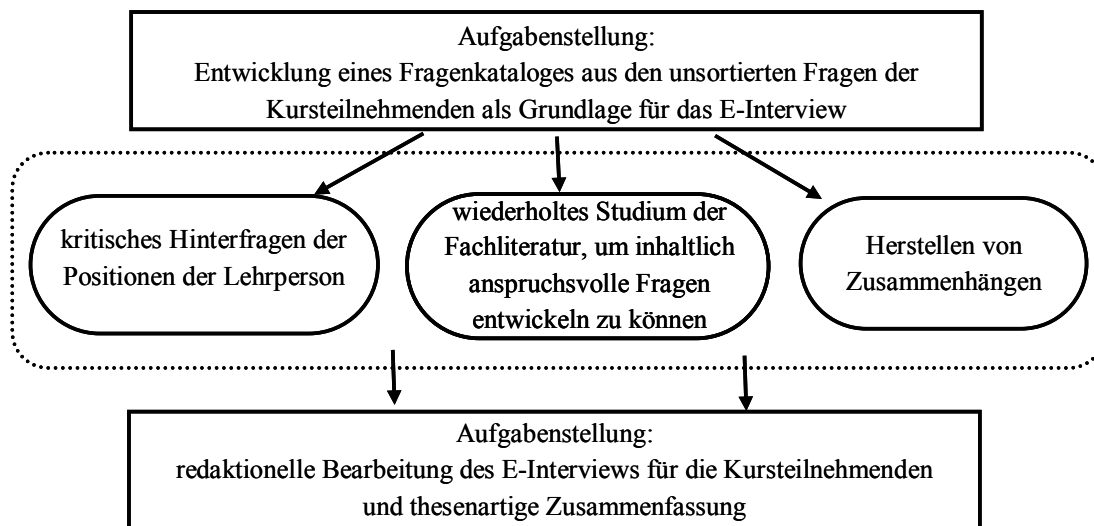 Aufgabenstellung:
Entwicklung eines Fragenkataloges aus den unsortierten Fragen der
Kursteilnehmenden als Grundlage für das E-Interview
kritisches Hinterfragen der
Positionen der Lehrperson
wiederholtes Studium der
Fachliteratur, um inhaltlich
anspruchsvolle Fragen
entwickeln zu können
Herstellen von
Zusammenhängen
Aufgabenstellung:
redaktionelle Bearbeitung des E-Interviews für die Kursteilnehmenden
und thesenartige Zusammenfassung